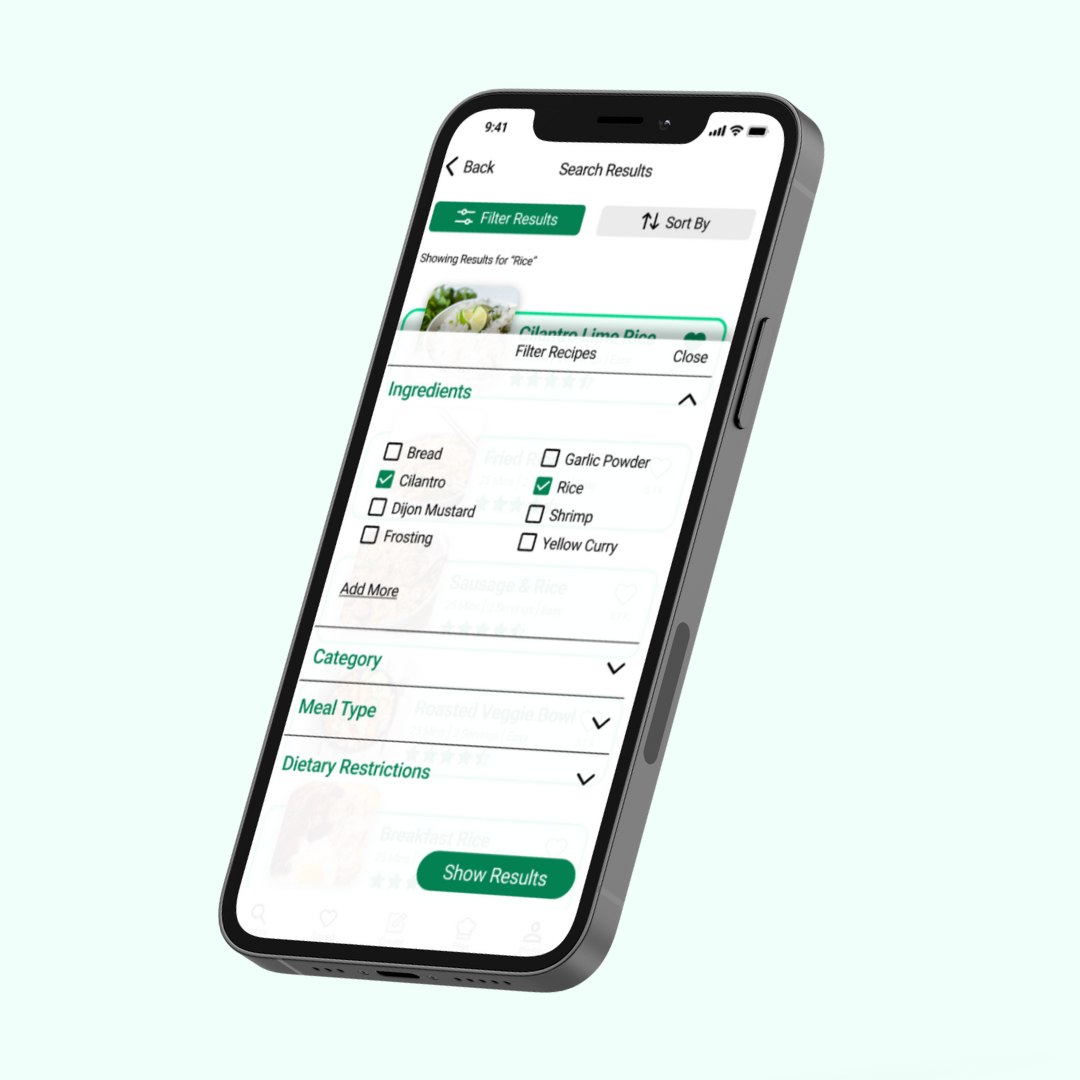 9:41
Back Search Results
Filter Results Sort By
Showing Results for "Rice"
Cilantro Lime Rice
Filter Recipes Close
Ingredients
Bread Garlic Powder
Cilantro Rice
Dijon Mustard Shrimp
Frosting Yellow Curry
Add More
Sausage & Rice
Category
Roasted Veggie Bowl
Meal Type
Dietary Restrictions
Breakfast Rice
Show Results